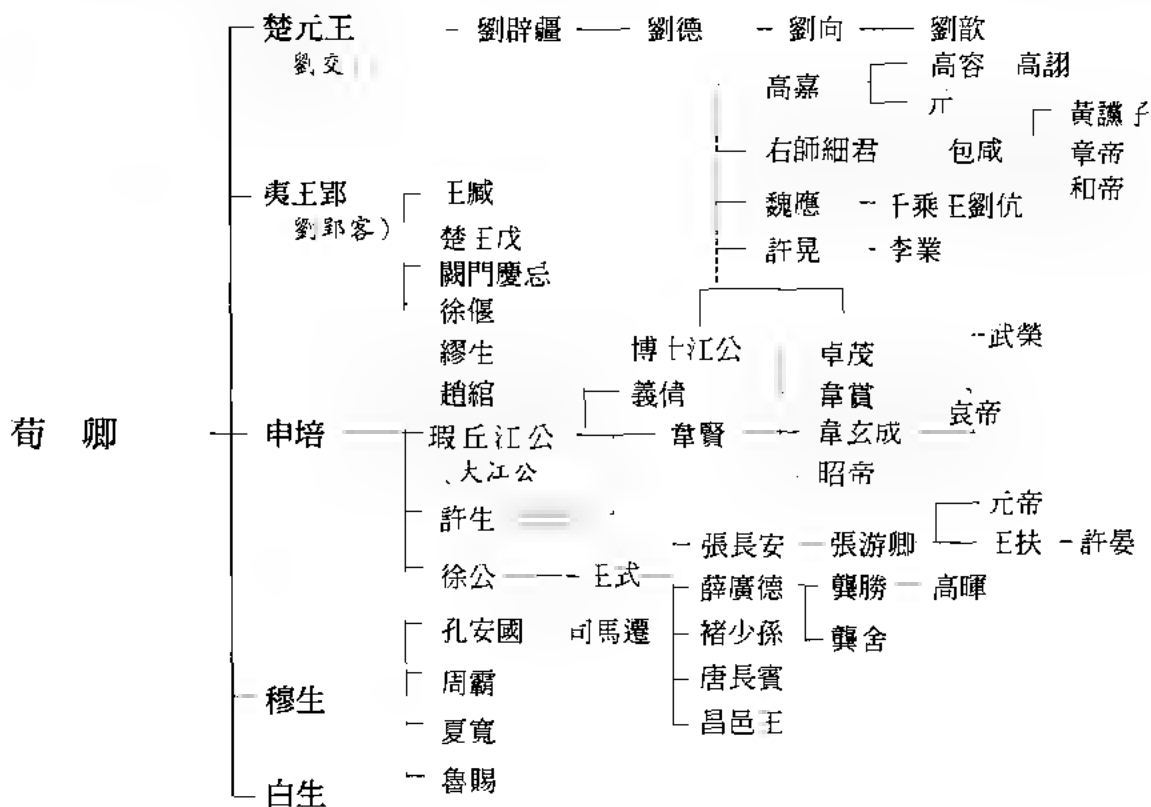 楚元王 劉辟疆 劉德 劉向 劉歆
劉交
高嘉 高容 高詡
亓
右師細君 包咸 黃讖子
章帝
和帝
夷王郢 王臧 魏應 千乘王劉伉
劉郢客）
楚王戊 許晃 李業
闕門慶忌
徐偃
繆生 博士江公 卓茂 武榮
趙綰 義倩 韋賞
荀卿 申培 瑕丘江公 韋賢 韋玄成 哀帝
大江公 昭帝
許生 元帝
張長安 張游卿 王扶 許晏
徐公 王式 薛廣德 龔勝 高暉
孔安國 司馬遷 褚少孫 龔舍
穆生 周霸 唐長賓
夏寬 昌邑王
白生 魯賜